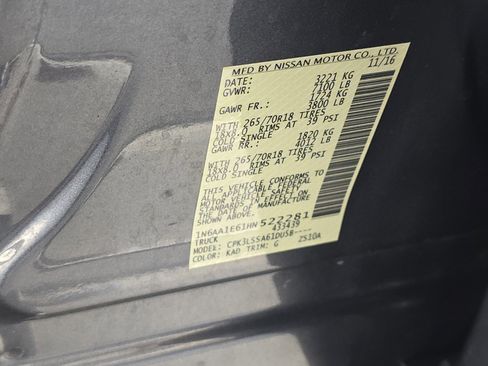 MFD BY NISSAN MOTOR CO., LTD.
DATE: 11/16
GVWR: 3221 KG
7100 LB
GAWR FR.: 1724 KG
3800 LB
WITH 265/70R18 TIRES
18X8.0 RIMS AT 39 PSI
COLD SINGLE
GAWR RR.: 1820 KG
4012 LB
WITH 265/70R18 TIRES
18X8.0 RIMS AT 39 PSI
COLD SINGLE
THIS VEHICLE CONFORMS TO
ALL APPLICABLE FEDERAL
MOTOR VEHICLE SAFETY
STANDARDS IN EFFECT ON
THE DATE OF MANUFACTURE
SHOWN ABOVE.
1N6AA1E61HN522281
TRUCK 433439
MODEL: CPK3LSSA61DUSB----
COLOR: KAD TRIM: G ZS10A